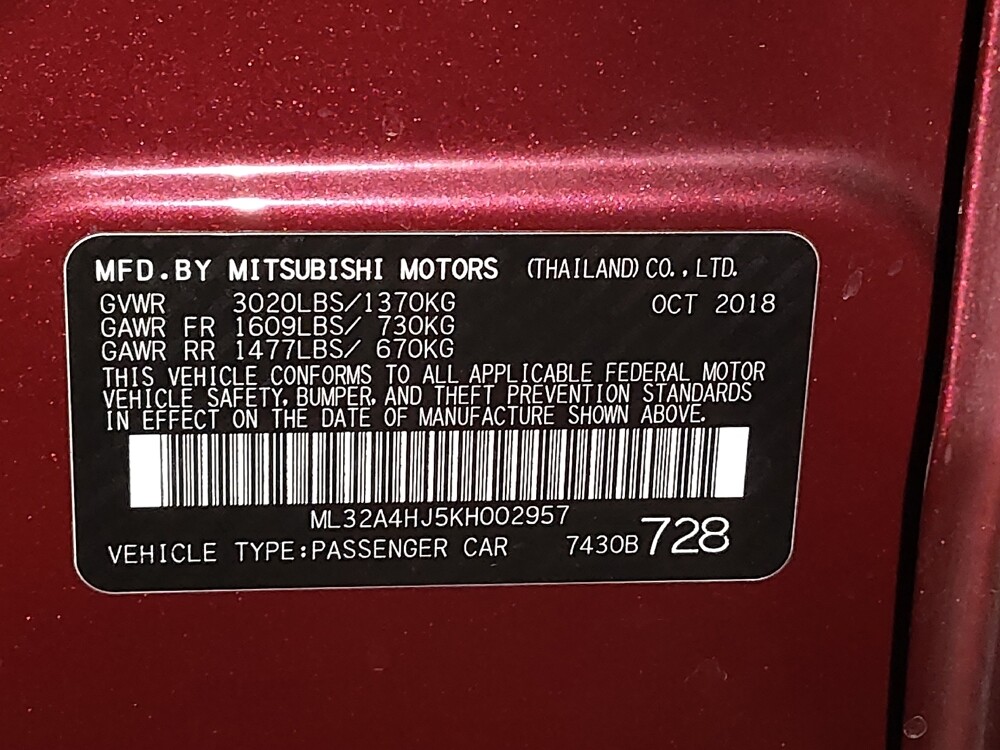 MFD.BY MITSUBISHI MOTORS (THAILAND) CO.,LTD.
GVWR 3020LBS/1370KG OCT 2018
GAWR FR 1609LBS/ 730KG
GAWR RR 1477LBS/ 670KG
THIS VEHICLE CONFORMS TO ALL APPLICABLE FEDERAL MOTOR
VEHICLE SAFETY, BUMPER, AND THEFT PREVENTION STANDARDS
IN EFFECT ON THE DATE OF MANUFACTURE SHOWN ABOVE.
ML32A4HJ5KH002957
VEHICLE TYPE:PASSENGER CAR 7430B 728